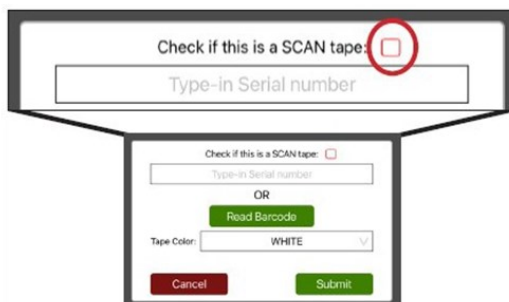 Check if this is a SCAN tape:
Type-in Serial number
Check if this is a SCAN tape:
Type-in Serial number
OR
Read Barcode
Tape Color: WHITE
Cancel Submit